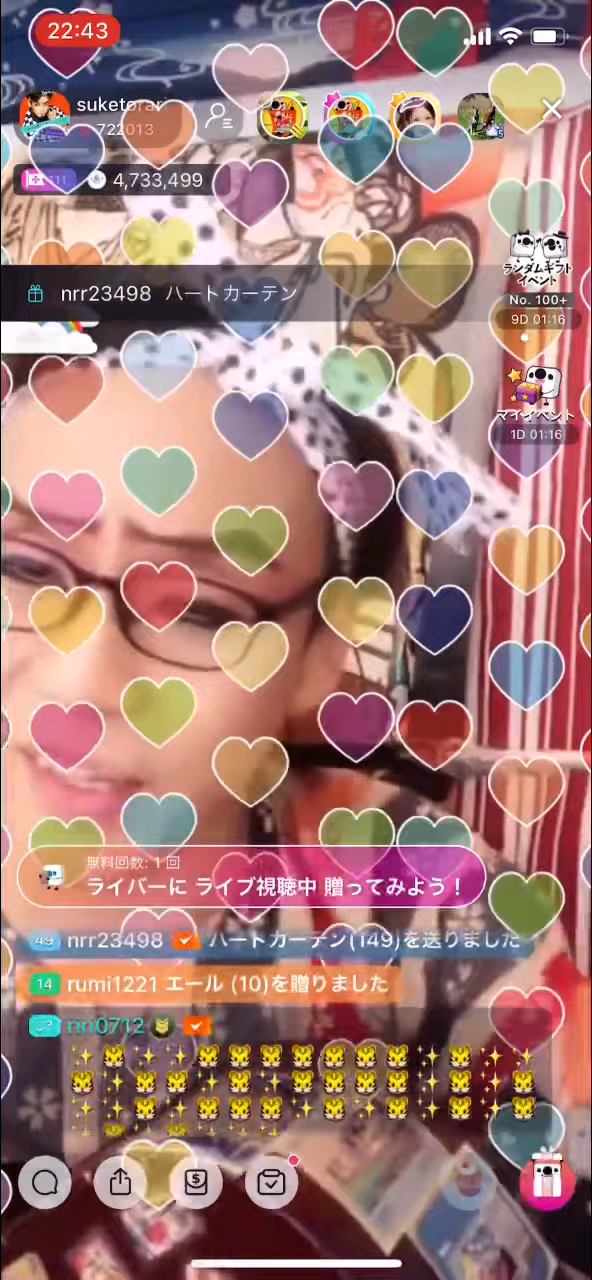 22:43
suketorar
722013
111
4,733,499
ランダムギフト
イベント
nrr23498 ハートカーテン
No. 100+
9D 01:16
マイイベント
1D 01:16
無料回数: 1 回
ライバーに ライブ視聴中 贈ってみよう！
49 nrr23498 ハートカーテン(149)を送りました
14 rumi1221 エール (10)を贈りました
riri0712